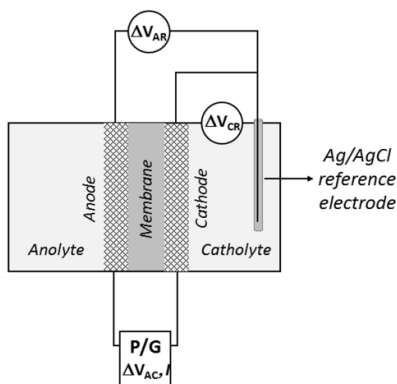 ΔV_AR
ΔV_CR
Ag/AgCl
reference
electrode
Anode
Membrane
Cathode
Anolyte
Catholyte
P/G
ΔV_AC, I